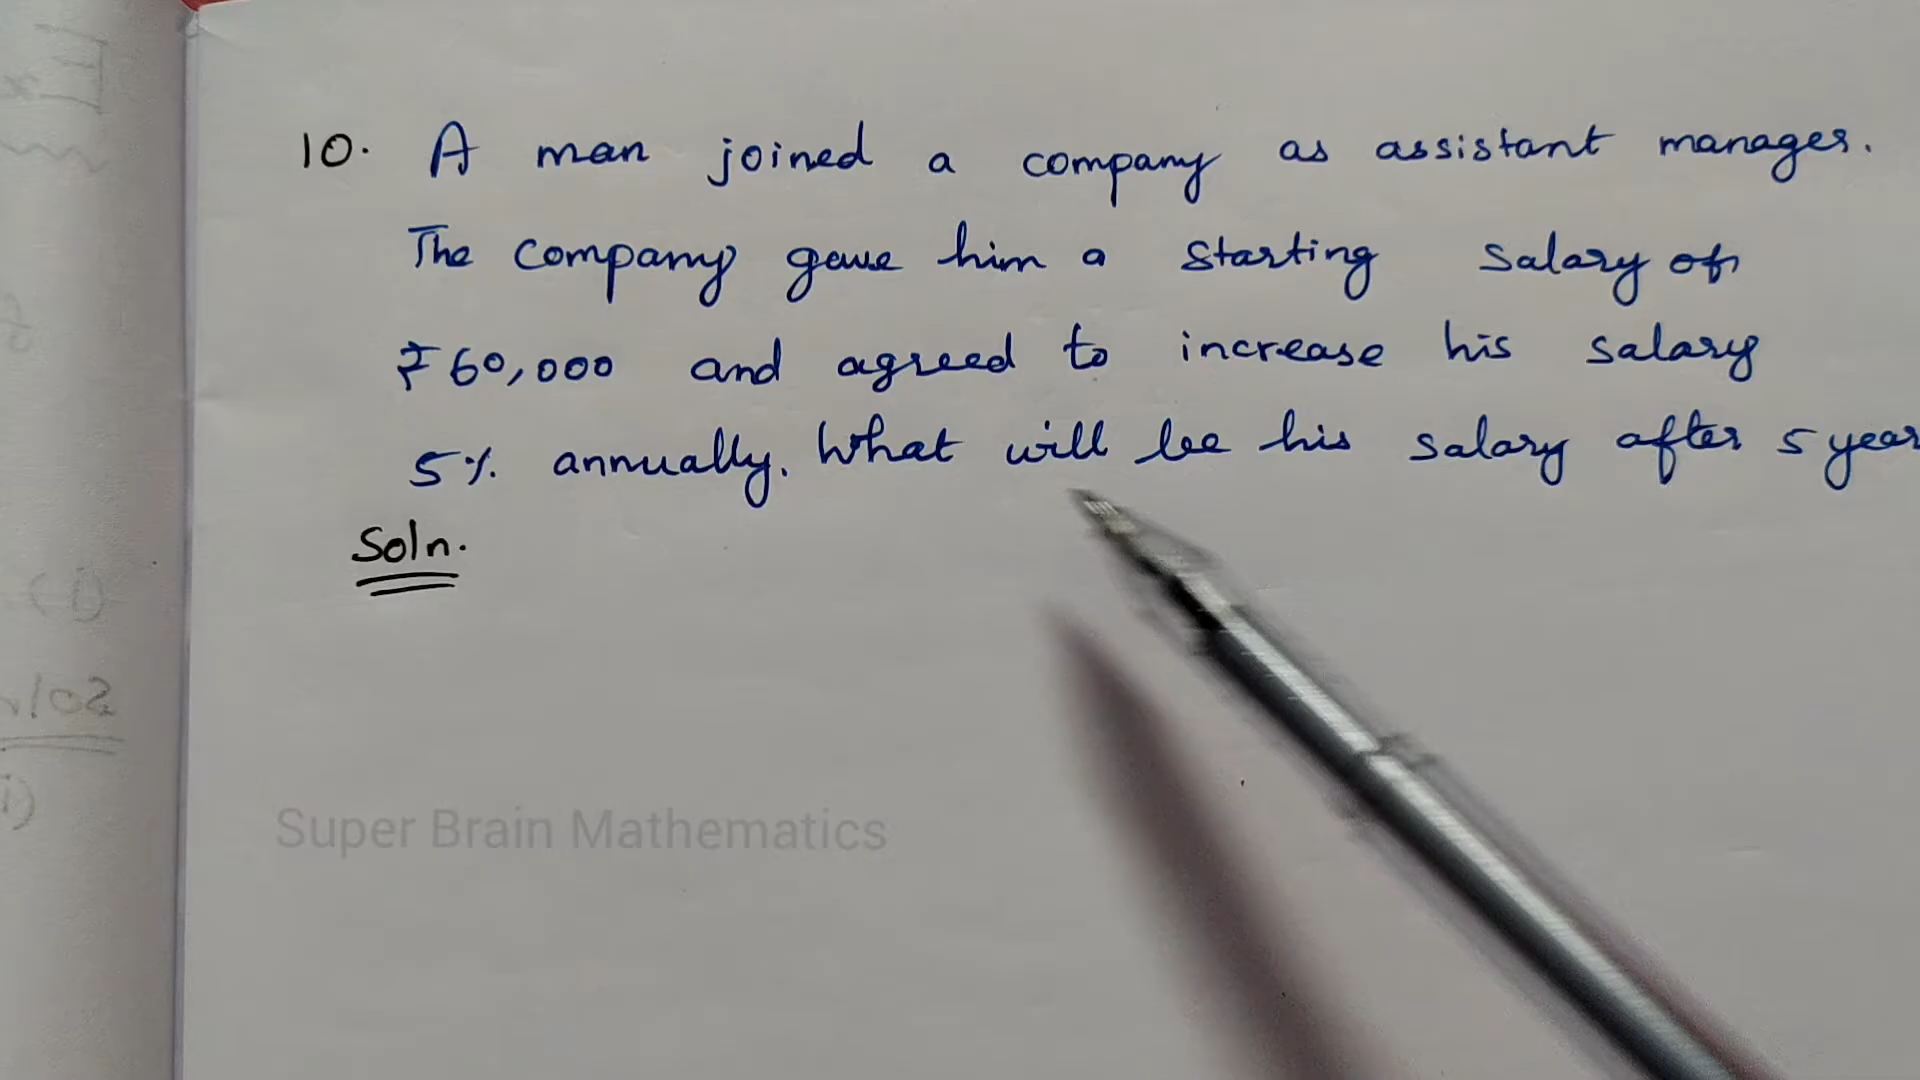 10. A man joined a company as assistant manager.
The company gave him a starting salary of
₹60,000 and agreed to increase his salary
5% annually. What will be his salary after 5 year
Soln.
Super Brain Mathematics